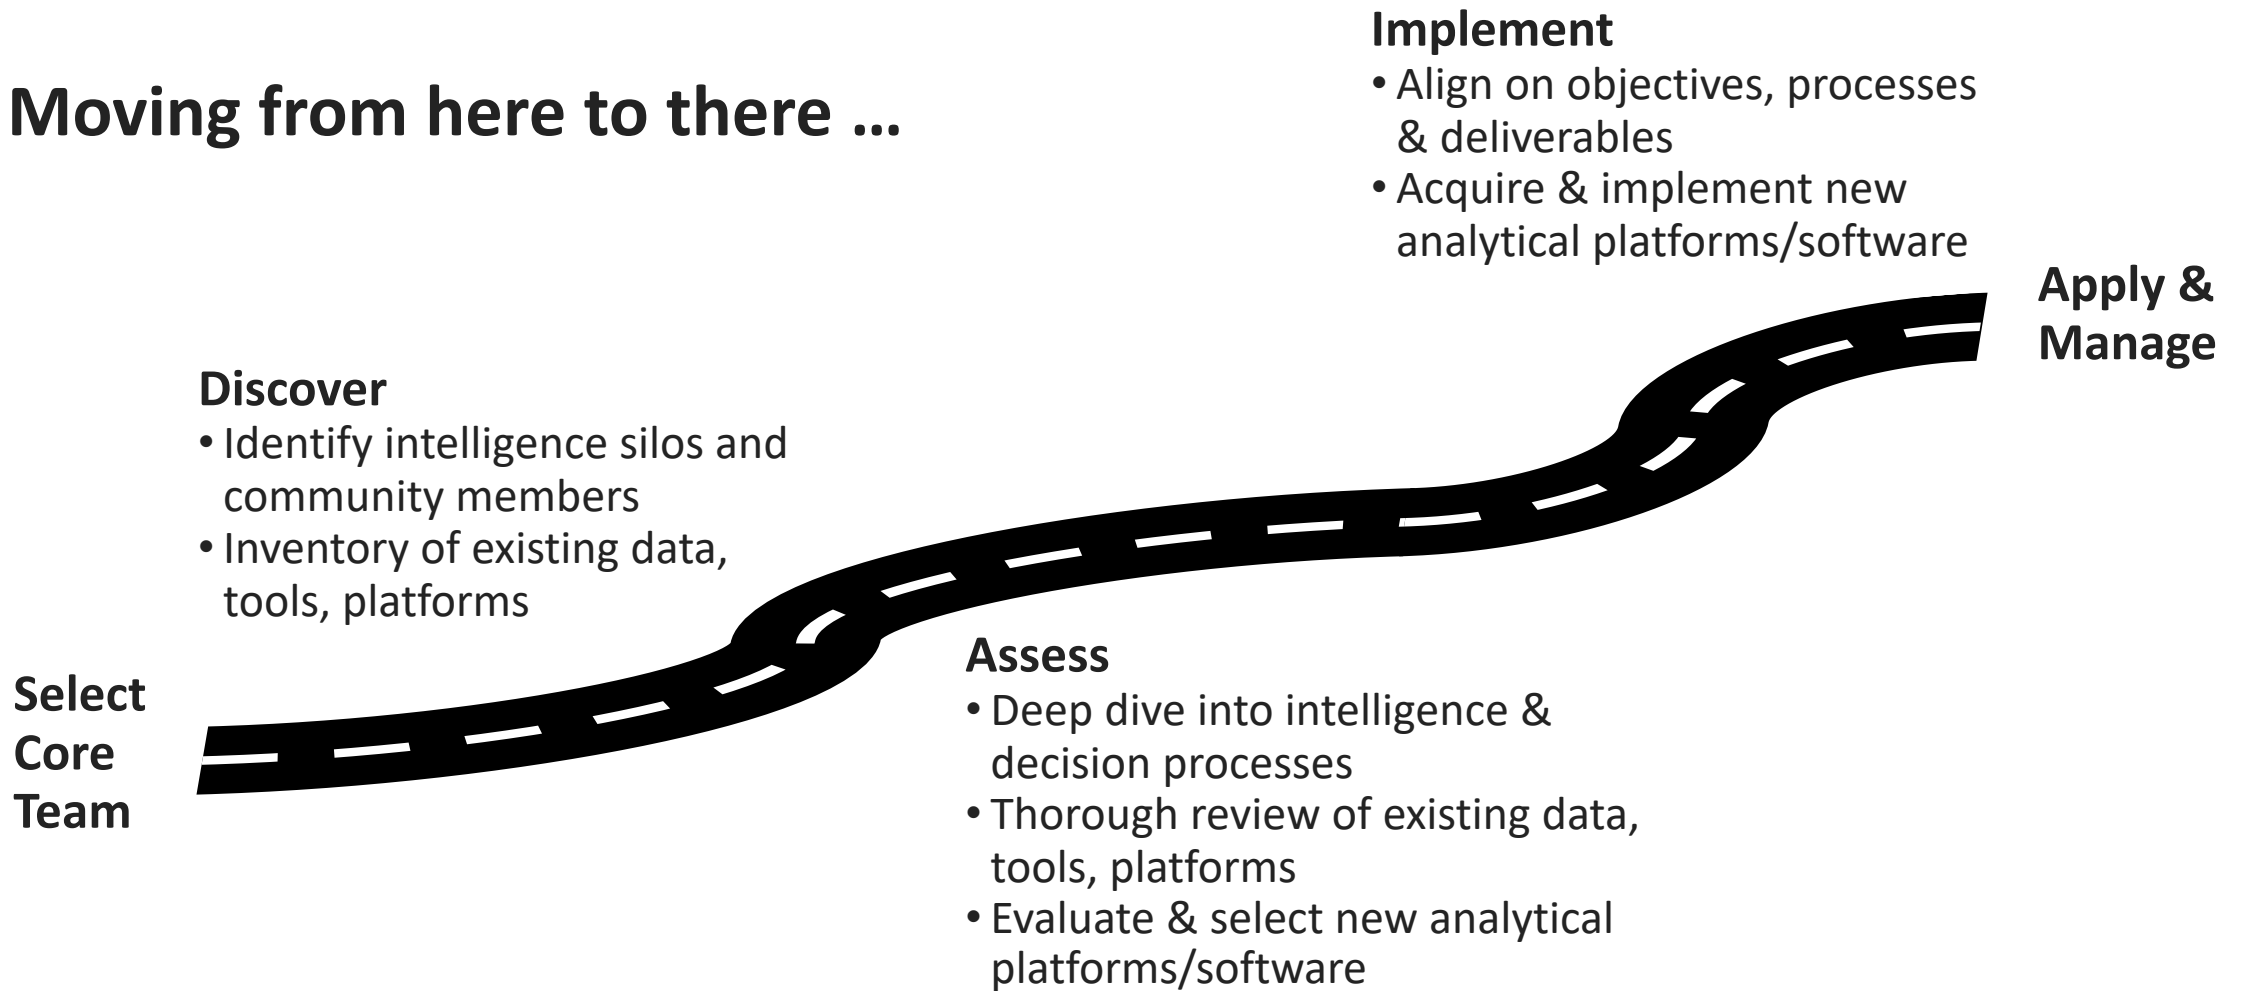 Moving from here to there ...
Implement
• Align on objectives, processes
& deliverables
• Acquire & implement new
analytical platforms/software
Apply &
Manage
Discover
• Identify intelligence silos and
community members
• Inventory of existing data,
tools, platforms
Select
Core
Team
Assess
• Deep dive into intelligence &
decision processes
• Thorough review of existing data,
tools, platforms
• Evaluate & select new analytical
platforms/software